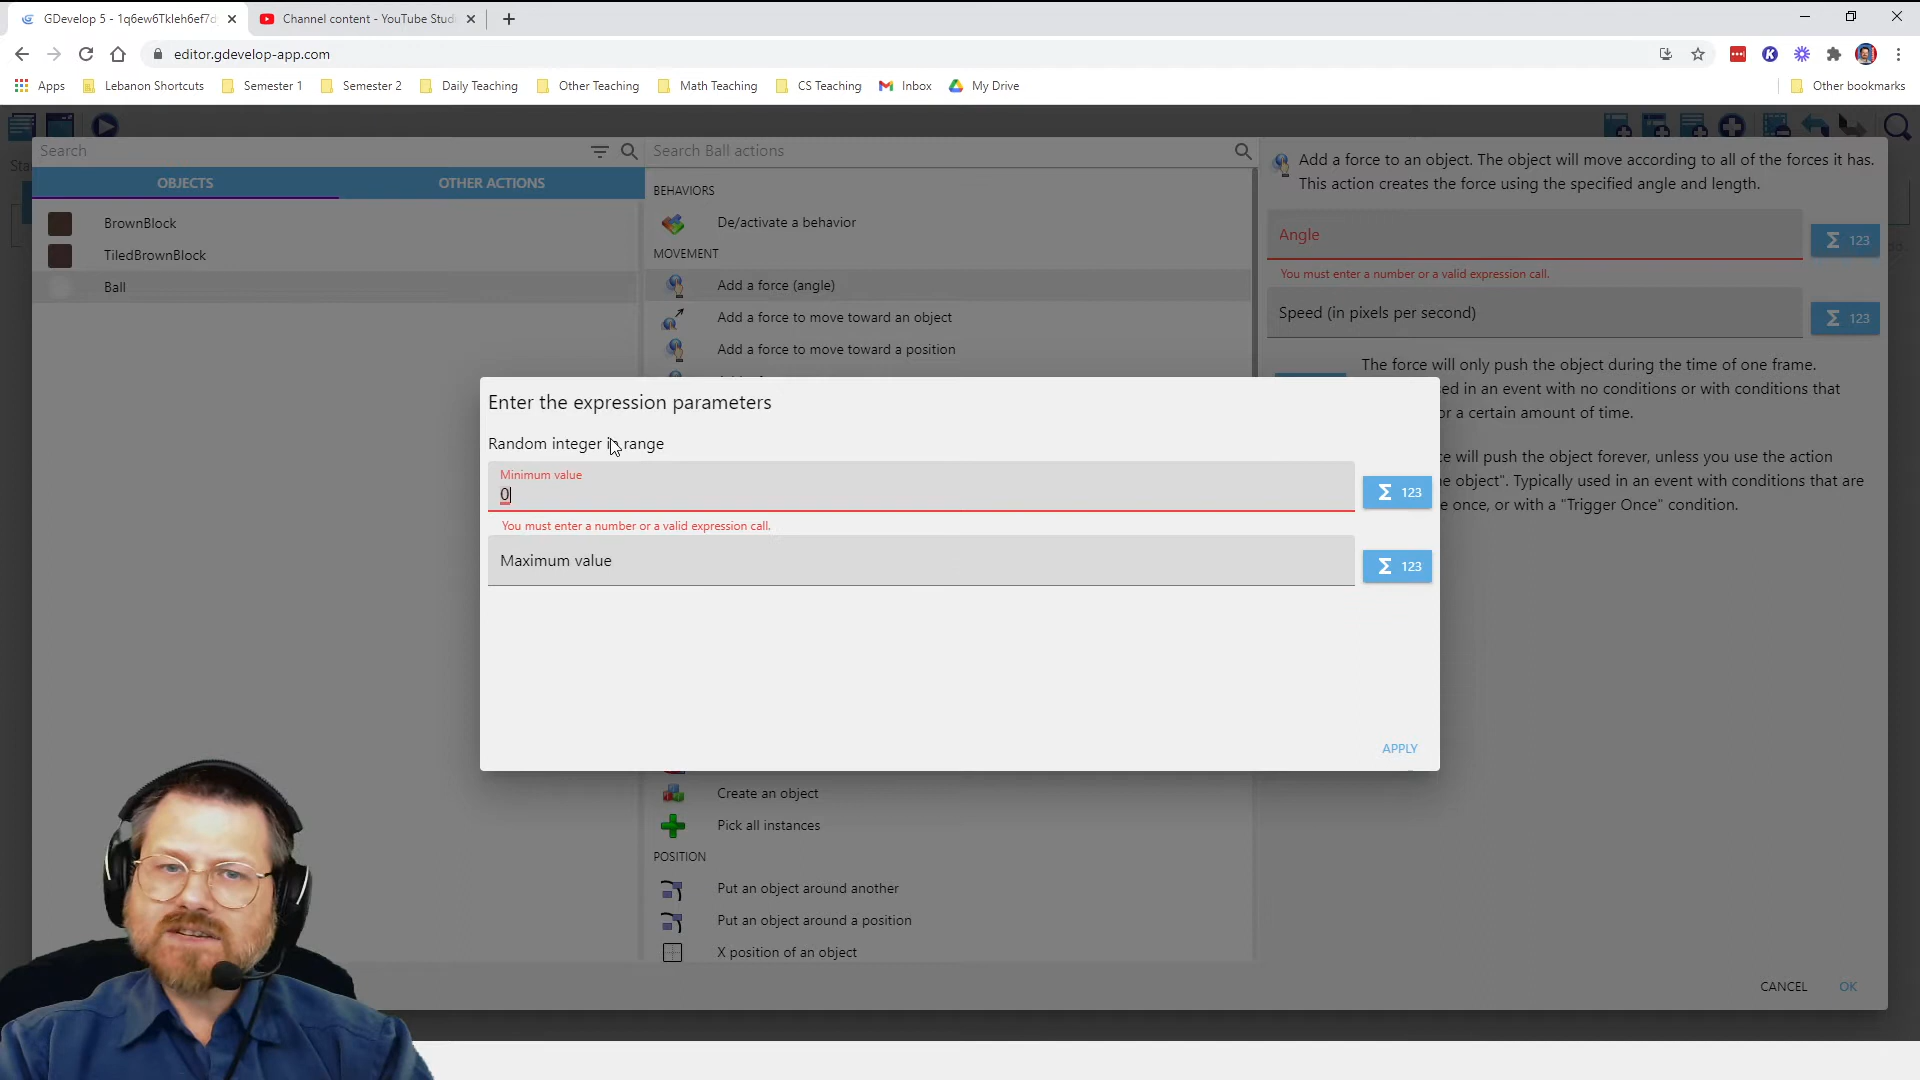 GDevelop 5 - 1q6ew6Tkleh6ef7d
Channel content - YouTube Stud
editor.gdevelop-app.com
Apps
Lebanon Shortcuts
Semester 1
Semester 2
Daily Teaching
Other Teaching
Math Teaching
CS Teaching
Inbox
My Drive
Other bookmarks
Search
Search Ball actions
OBJECTS
OTHER ACTIONS
BrownBlock
TiledBrownBlock
Ball
BEHAVIORS
De/activate a behavior
MOVEMENT
Add a force (angle)
Add a force to move toward an object
Add a force to move toward a position
Create an object
Pick all instances
POSITION
Put an object around another
Put an object around a position
X position of an object
Add a force to an object. The object will move according to all of the forces it has.
This action creates the force using the specified angle and length.
Angle
Σ 123
You must enter a number or a valid expression call.
Speed (in pixels per second)
Σ 123
The force will only push the object during the time of one frame.
ed in an event with no conditions or with conditions that
or a certain amount of time.
ce will push the object forever, unless you use the action
he object". Typically used in an event with conditions that are
e once, or with a "Trigger Once" condition.
Enter the expression parameters
Random integer in range
Minimum value
0
Σ 123
You must enter a number or a valid expression call.
Maximum value
Σ 123
APPLY
CANCEL
OK